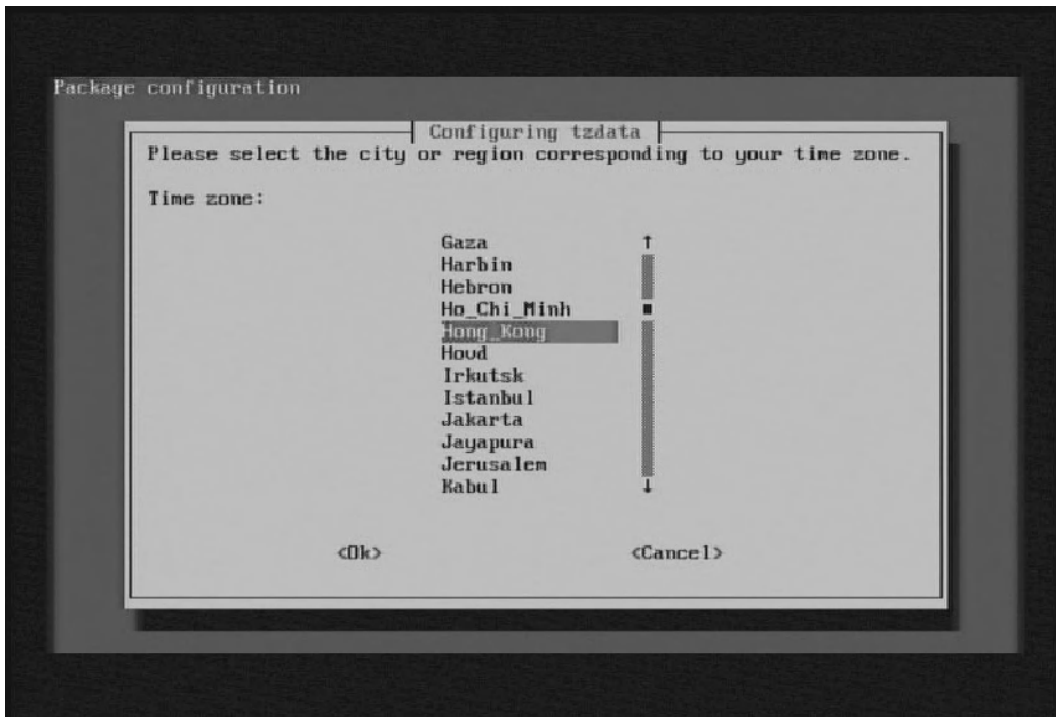 Package configuration
Configuring tzdata
Please select the city or region corresponding to your time zone.
Time zone:
Gaza
Harbin
Hebron
Ho_Chi_Minh
Hong_Kong
Hovd
Irkutsk
Istanbul
Jakarta
Jayapura
Jerusalem
Kabul
<Ok>
<Cancel>